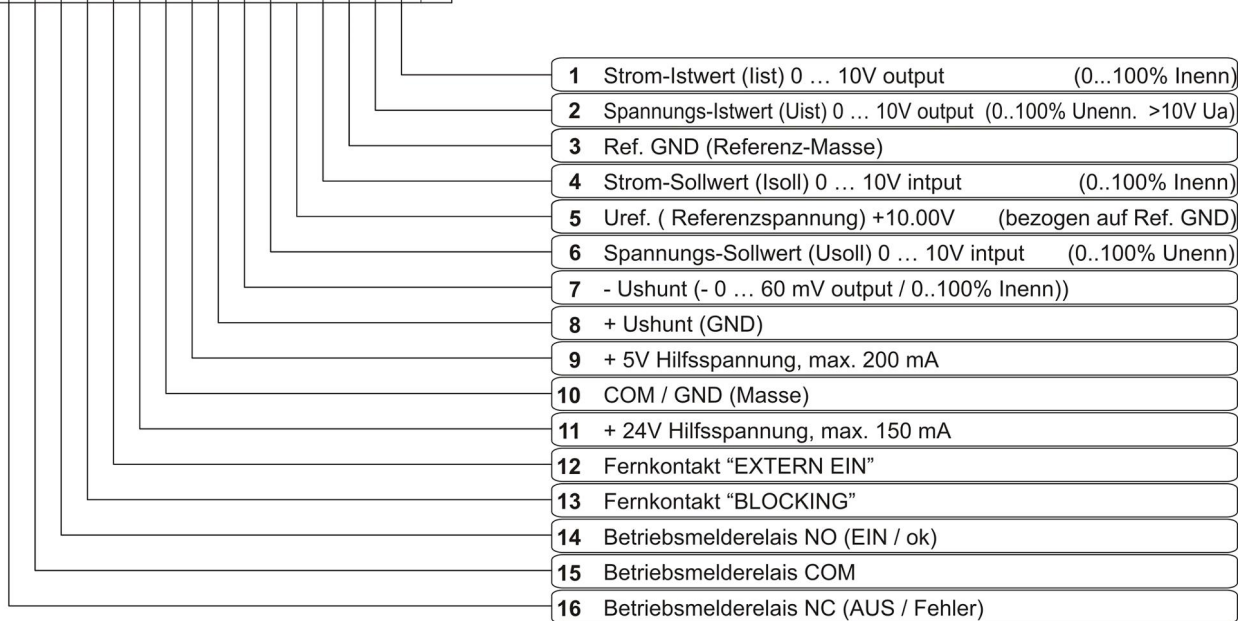 1 Strom-Istwert (Iist) 0 … 10V output (0...100% Inenn)
2 Spannungs-Istwert (Uist) 0 … 10V output (0..100% Unenn. >10V Ua)
3 Ref. GND (Referenz-Masse)
4 Strom-Sollwert (Isoll) 0 … 10V intput (0..100% Inenn)
5 Uref. ( Referenzspannung) +10.00V (bezogen auf Ref. GND)
6 Spannungs-Sollwert (Usoll) 0 … 10V intput (0..100% Unenn)
7 - Ushunt (- 0 … 60 mV output / 0..100% Inenn))
8 + Ushunt (GND)
9 + 5V Hilfsspannung, max. 200 mA
10 COM / GND (Masse)
11 + 24V Hilfsspannung, max. 150 mA
12 Fernkontakt “EXTERN EIN”
13 Fernkontakt “BLOCKING”
14 Betriebsmelderelais NO (EIN / ok)
15 Betriebsmelderelais COM
16 Betriebsmelderelais NC (AUS / Fehler)